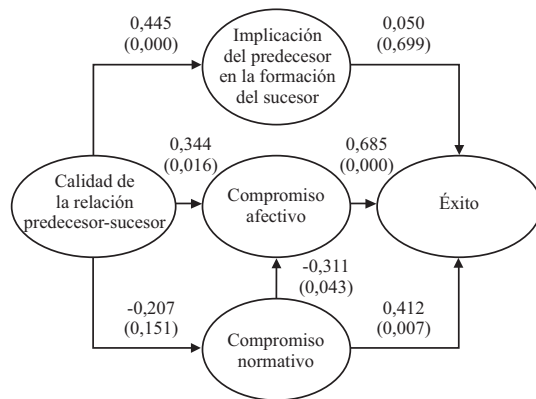 0,445
(0,000)
Implicación
del predecesor
en la formación
del sucesor
0,050
(0,699)
0,344
(0,016)
0,685
(0,000)
Calidad de
la relación
predecesor-sucesor
Compromiso
afectivo
Éxito
-0,311
(0,043)
-0,207
(0,151)
0,412
(0,007)
Compromiso
normativo